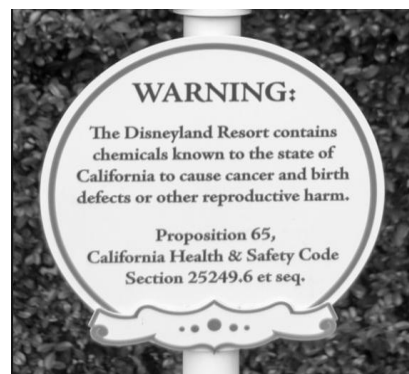 WARNING:
The Disneyland Resort contains
chemicals known to the state of
California to cause cancer and birth
defects or other reproductive harm.
Proposition 65,
California Health & Safety Code
Section 25249.6 et seq.